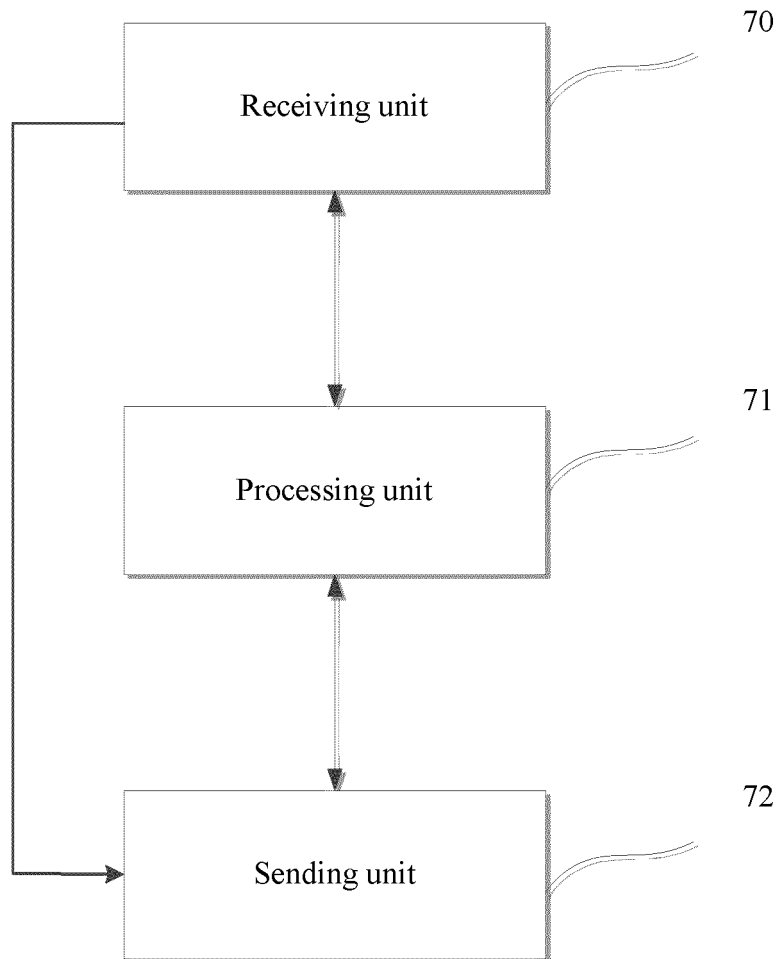 70
Receiving unit
71
Processing unit
72
Sending unit